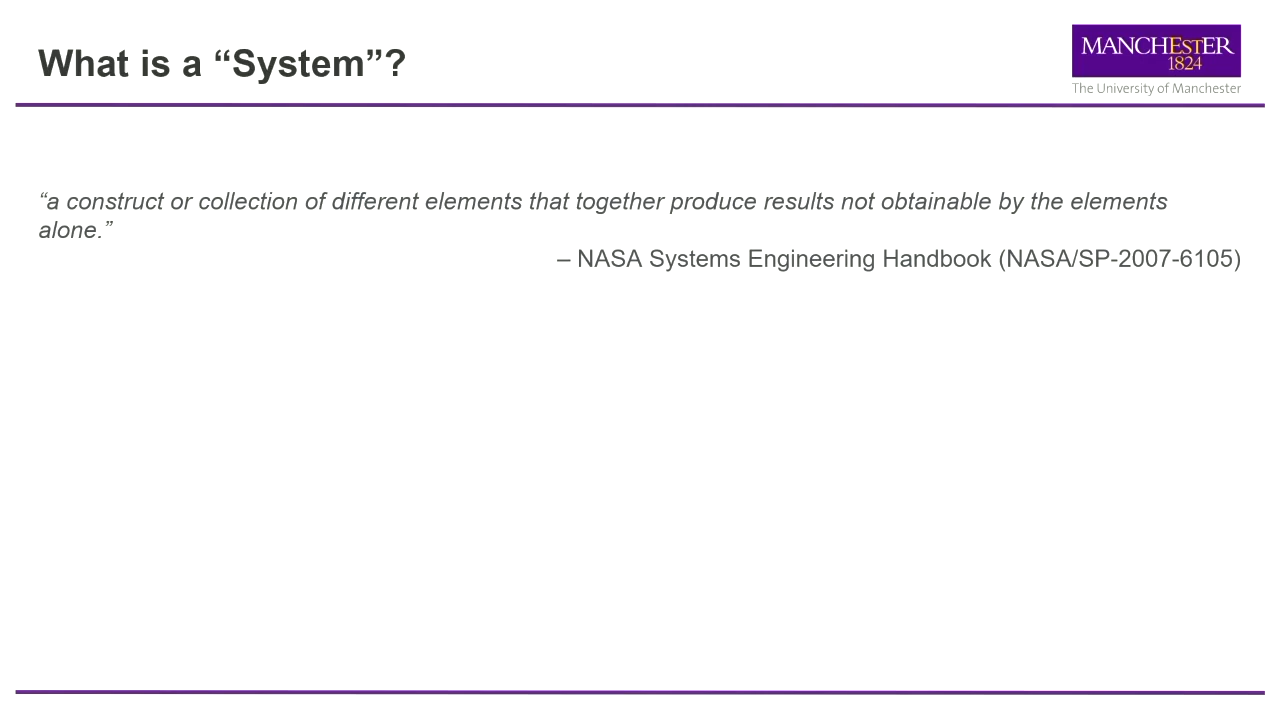 What is a “System”?
MANCHEsTER
1824
The University of Manchester
“a construct or collection of different elements that together produce results not obtainable by the elements
alone.”
– NASA Systems Engineering Handbook (NASA/SP-2007-6105)